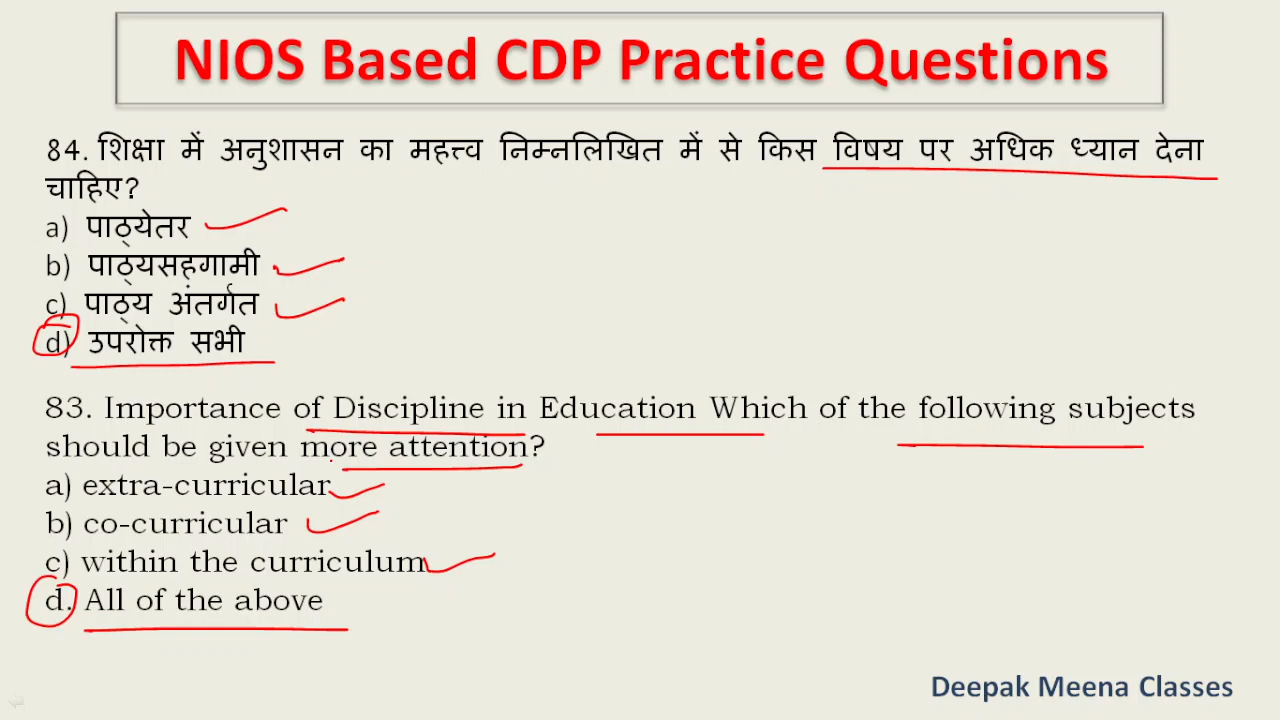 NIOS Based CDP Practice Questions
84. शिक्षा में अनुशासन का महत्त्व निम्नलिखित में से किस विषय पर अधिक ध्यान देना
चाहिए?
a) पाठ्येतर
b) पाठ्यसहगामी
c) पाठ्य अंतर्गत
d) उपरोक्त सभी
83. Importance of Discipline in Education Which of the following subjects
should be given more attention?
a) extra-curricular
b) co-curricular
c) within the curriculum
d. All of the above
Deepak Meena Classes